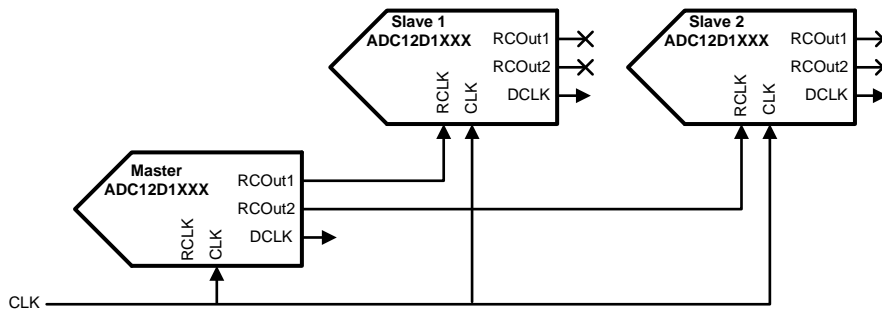 Slave 1
ADC12D1XXX
RCOut1
RCOut2
DCLK
RCLK
CLK
Slave 2
ADC12D1XXX
RCOut1
RCOut2
DCLK
RCLK
CLK
Master
ADC12D1XXX
RCOut1
RCOut2
DCLK
RCLK
CLK
CLK